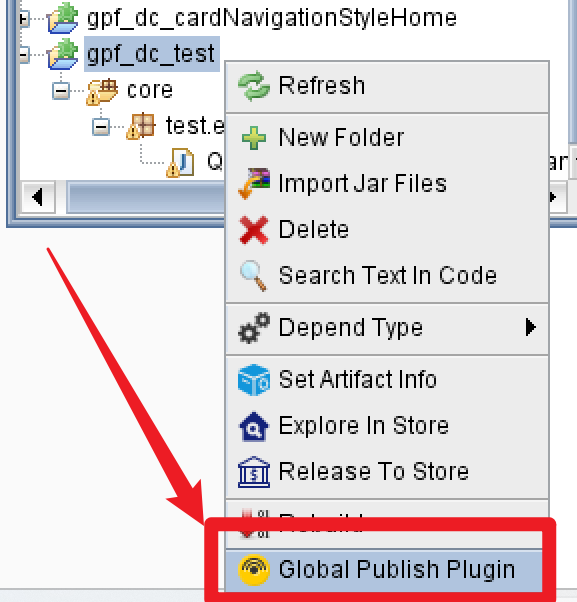 gpf_dc_cardNavigationStyleHome
gpf_dc_test
core
test.e
Q
Refresh
New Folder
Import Jar Files
Delete
Search Text In Code
Depend Type
Set Artifact Info
Explore In Store
Release To Store
Rebuild
Global Publish Plugin